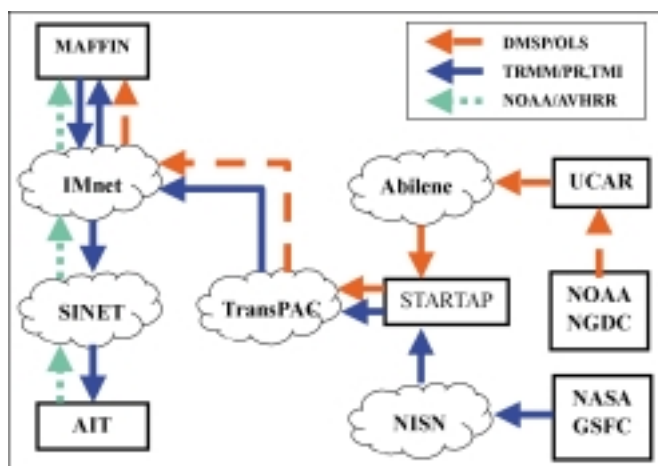 MAFFIN
DMSP/OLS
TRMM/PR,TMI
NOAA/AVHRR
IMnet
Abilene
UCAR
SINET
TransPAC
STARTAP
NOAA
NGDC
AIT
NISN
NASA
GSFC